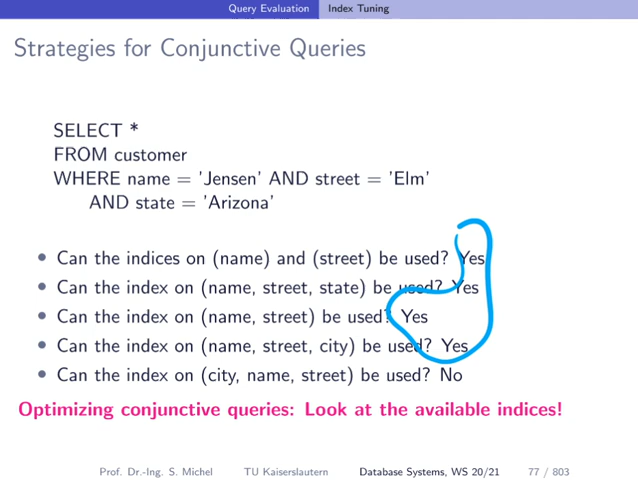 Query Evaluation Index Tuning
Strategies for Conjunctive Queries
SELECT *
FROM customer
WHERE name = 'Jensen' AND street = 'Elm'
AND state = 'Arizona'
• Can the indices on (name) and (street) be used? Yes
• Can the index on (name, street, state) be used? Yes
• Can the index on (name, street) be used? Yes
• Can the index on (name, street, city) be used? Yes
• Can the index on (city, name, street) be used? No
Optimizing conjunctive queries: Look at the available indices!
Prof. Dr.-Ing. S. Michel TU Kaiserslautern Database Systems, WS 20/21 77 / 803